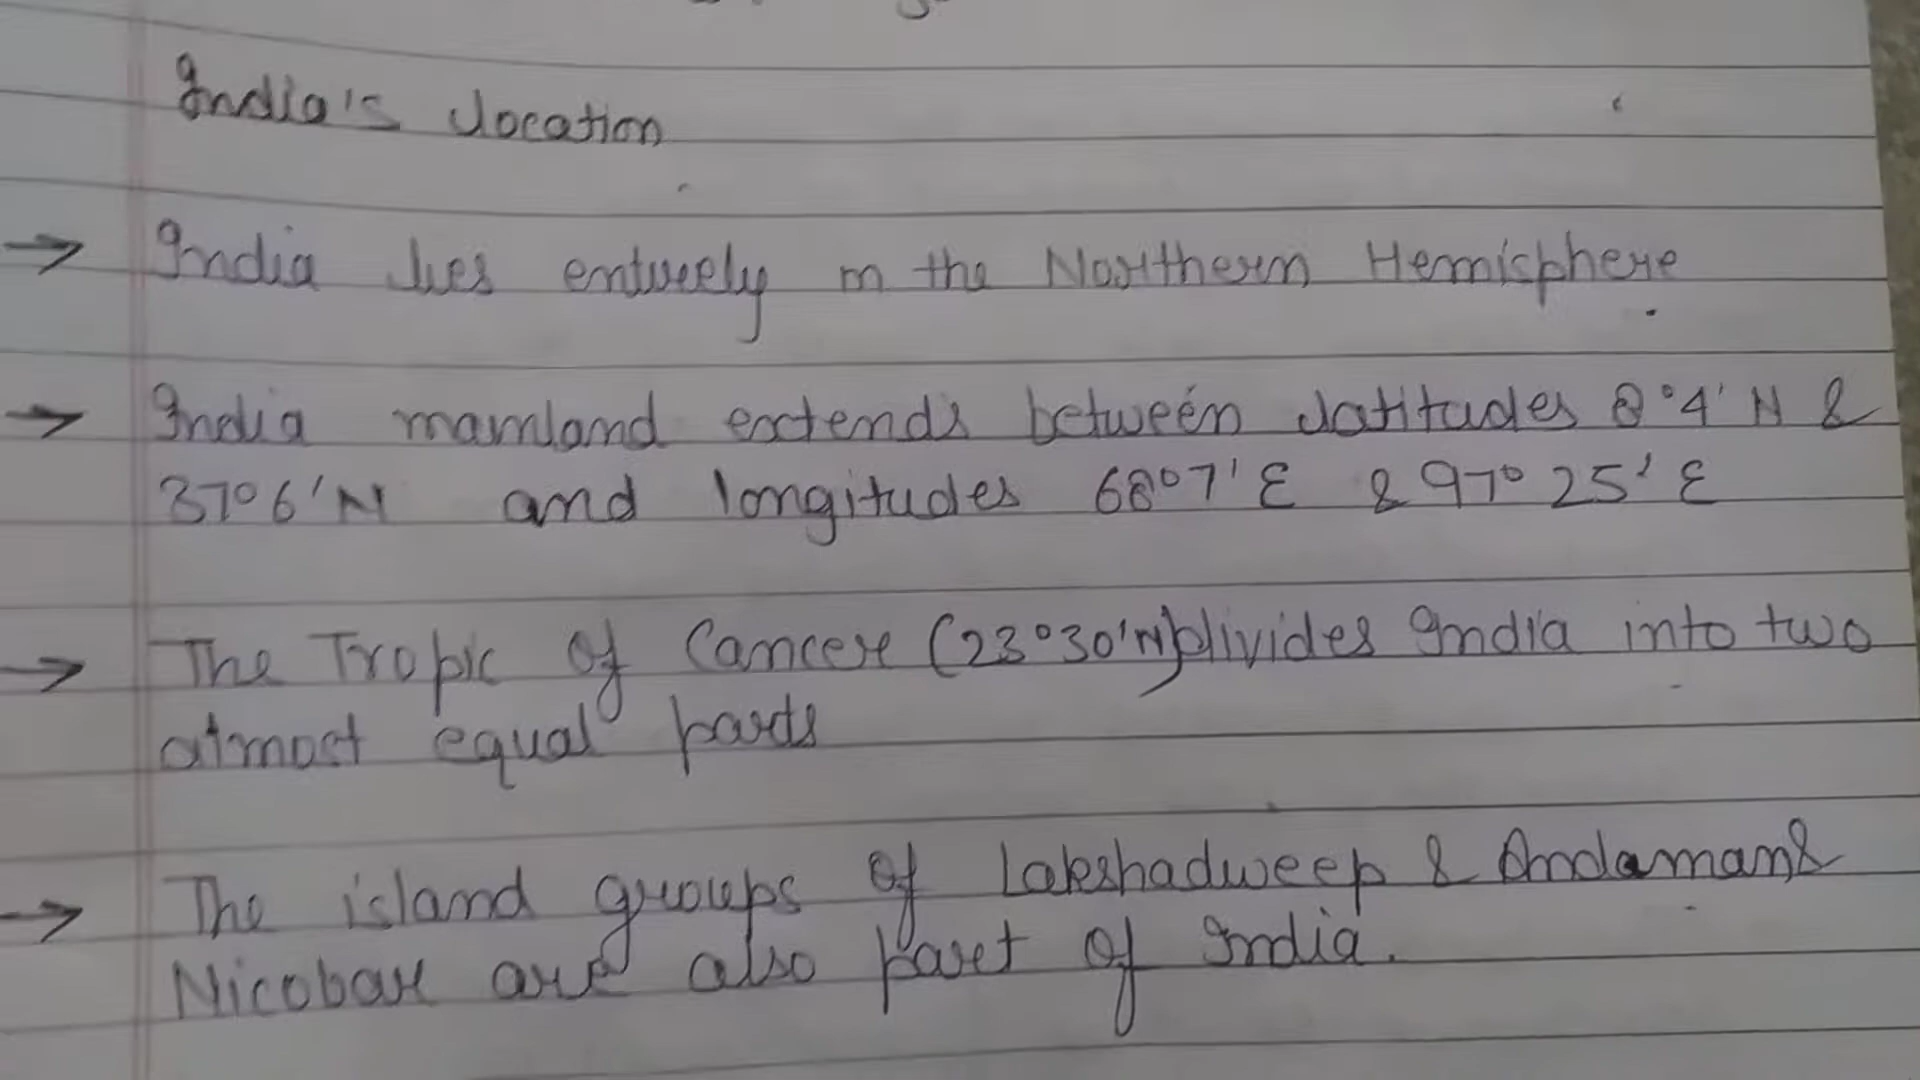 India's location
→ India lies entirely in the Northern Hemisphere
→ India mainland extends between latitudes 8°4'N &
37°6'N and longitudes 68°7'E & 97°25'E
→ The Tropic of Cancer (23°30'N) divides India into two
almost equal parts
→ The island groups of Lakshadweep & Andaman &
Nicobar are also part of India.